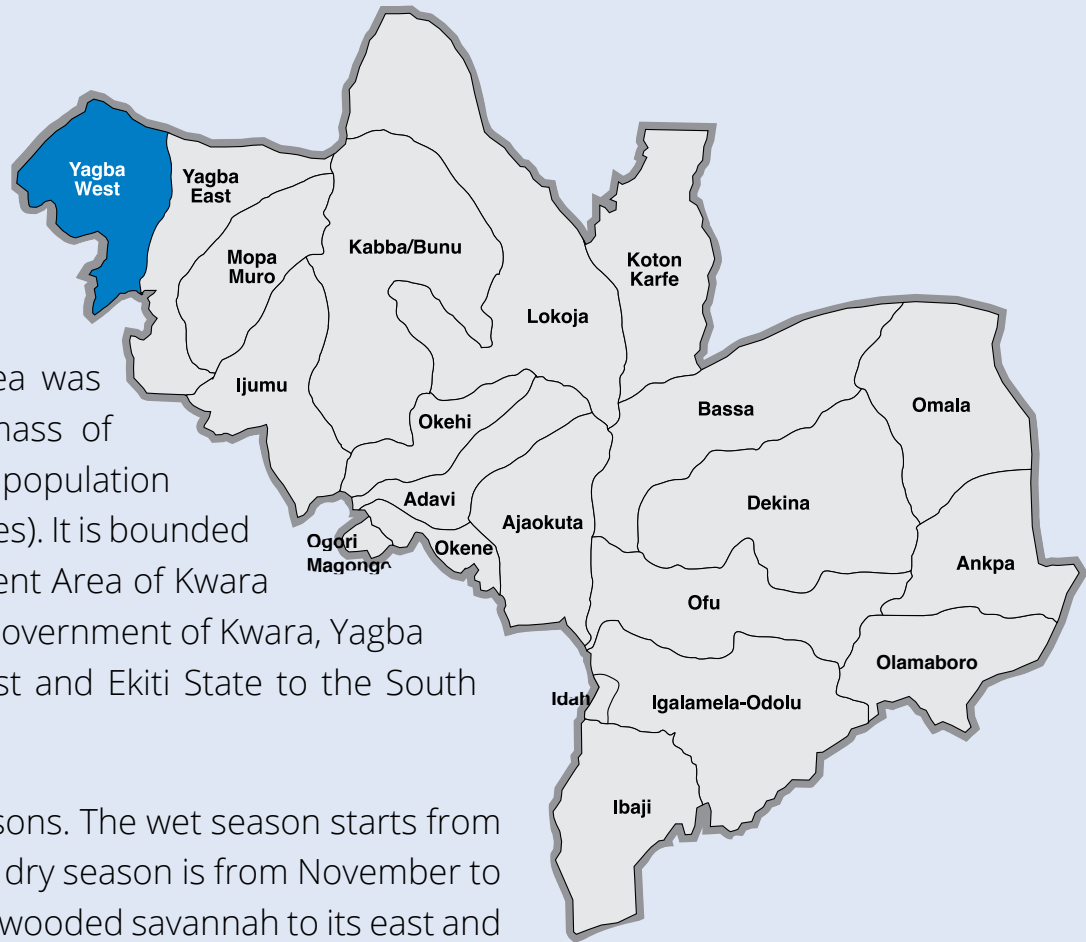 Yagba
West
Yagba
East
Mopa
Muro
Kabba/Bunu
Koton
Karfe
Lokoja
Ijumu
Okehi
Bassa
Omala
Adavi
Dekina
Ajaokuta
Ogori
Magongo
Okene
Ankpa
Ofu
Olamaboro
Idah
Igalamela-Odolu
Ibaji
ea was
mass of
population
es). It is bounded
ent Area of Kwara
overnment of Kwara, Yagba
st and Ekiti State to the South
sons. The wet season starts from
dry season is from November to
wooded savannah to its east and